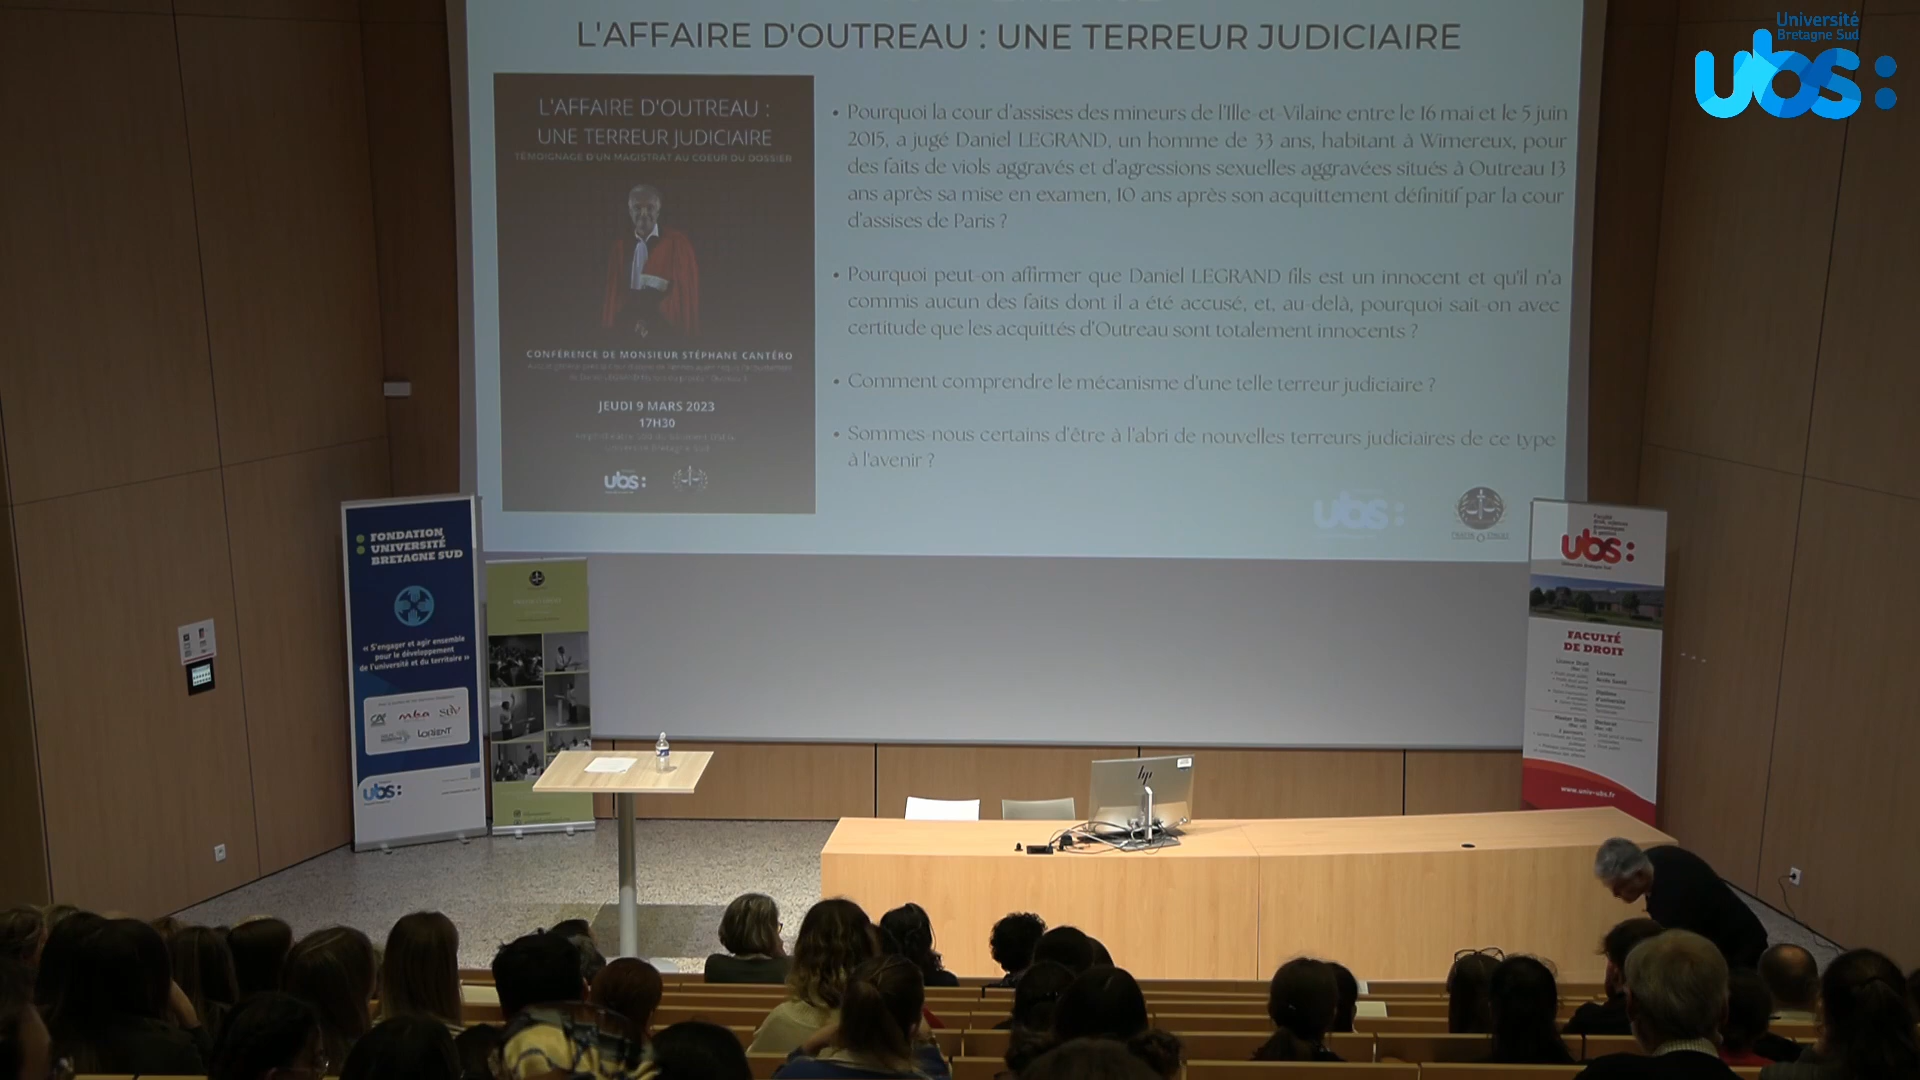 L'AFFAIRE D'OUTREAU : UNE TERREUR JUDICIAIRE
L'AFFAIRE D'OUTREAU :
UNE TERREUR JUDICIAIRE
TÉMOIGNAGE D'UN MAGISTRAT AU COEUR DU DOSSIER
CONFÉRENCE DE MONSIEUR STÉPHANE CANTÉRO
JEUDI 9 MARS 2023
17H30
ubs:
• Pourquoi la cour d'assises des mineurs de l'Ille-et-Vilaine entre le 16 mai et le 5 juin
2015, a jugé Daniel LEGRAND, un homme de 33 ans, habitant à Wimereux, pour
des faits de viols aggravés et d'agressions sexuelles aggravées situés à Outreau 13
ans après sa mise en examen, 10 ans après son acquittement définitif par la cour
d'assises de Paris ?
• Pourquoi peut-on affirmer que Daniel LEGRAND fils est un innocent et qu'il n'a
commis aucun des faits dont il a été accusé, et, au-delà, pourquoi sait-on avec
certitude que les acquittés d'Outreau sont totalement innocents ?
• Comment comprendre le mécanisme d'une telle terreur judiciaire ?
• Sommes-nous certains d'être à l'abri de nouvelles terreurs judiciaires de ce type
à l'avenir ?
ubs:
Université
Bretagne Sud
ubs:
FONDATION
UNIVERSITÉ
BRETAGNE SUD
« S'engager et agir ensemble
pour le développement
de l'université et du territoire »
CA
mba
LORIENT
ubs:
hp
ubs:
FACULTÉ
DE DROIT
www.univ-ubs.fr